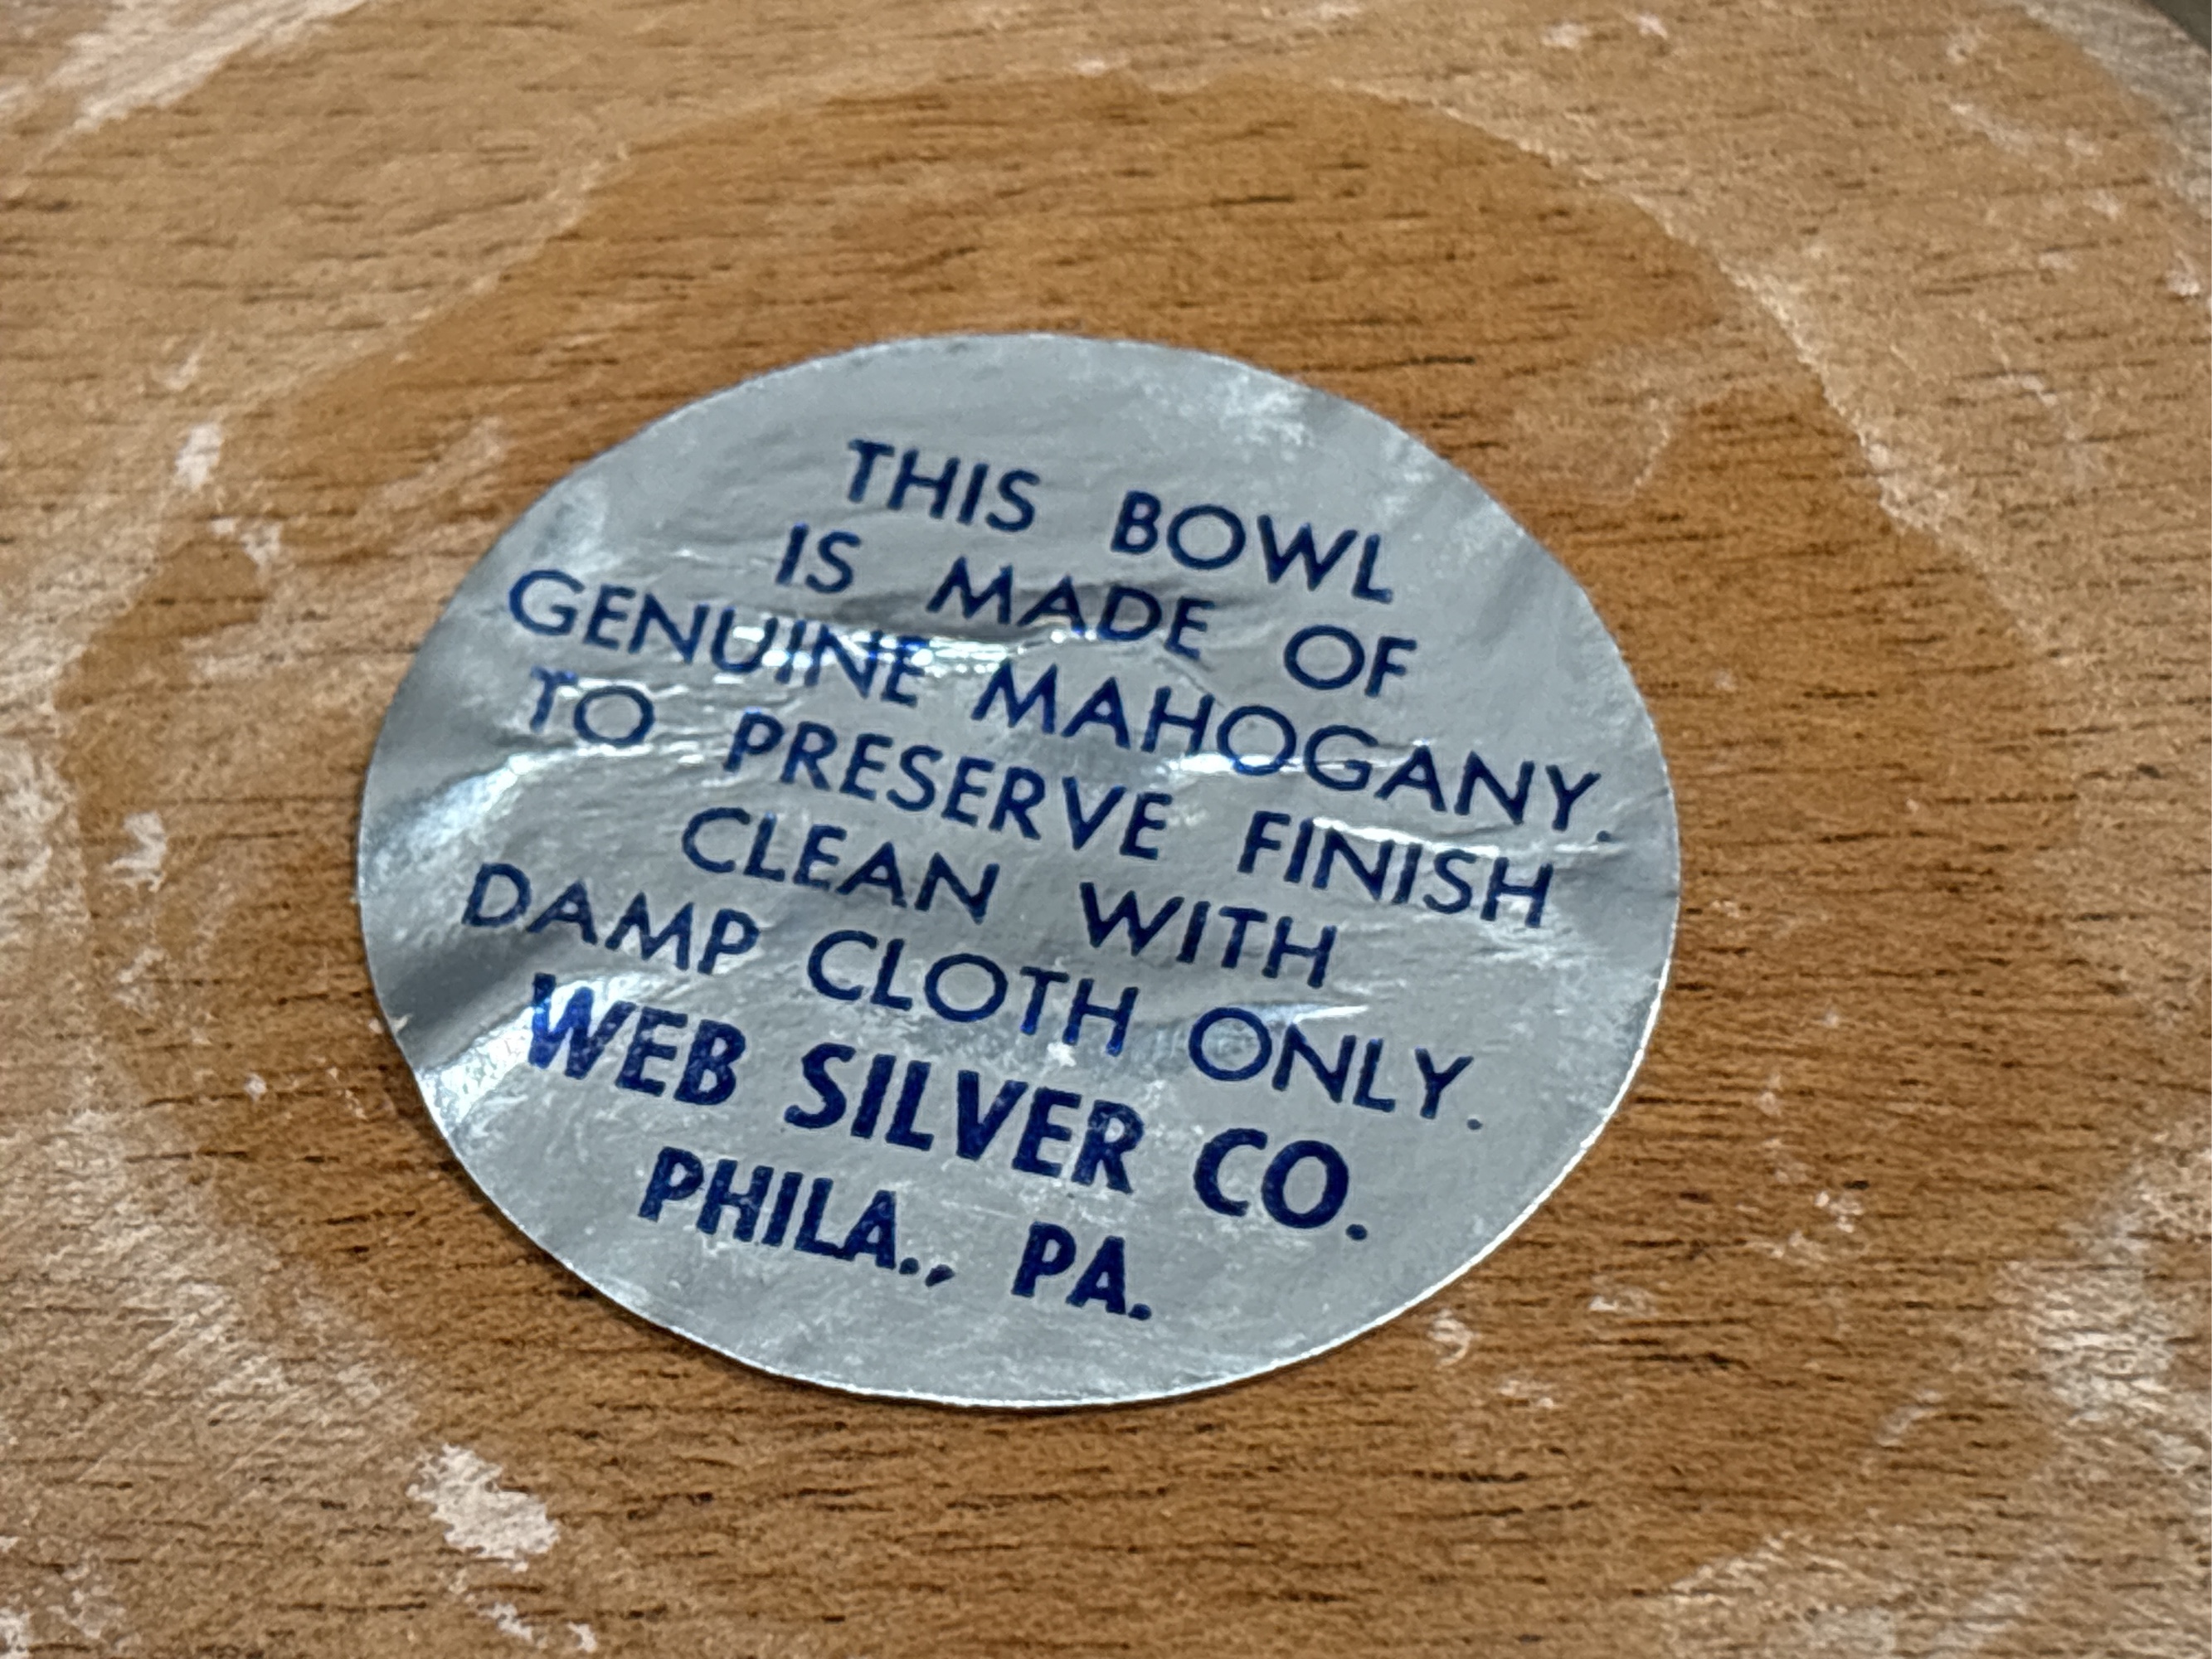 THIS BOWL
IS MADE OF
GENUINE MAHOGANY.
TO PRESERVE FINISH
CLEAN WITH
DAMP CLOTH ONLY.
WEB SILVER CO.
PHILA., PA.